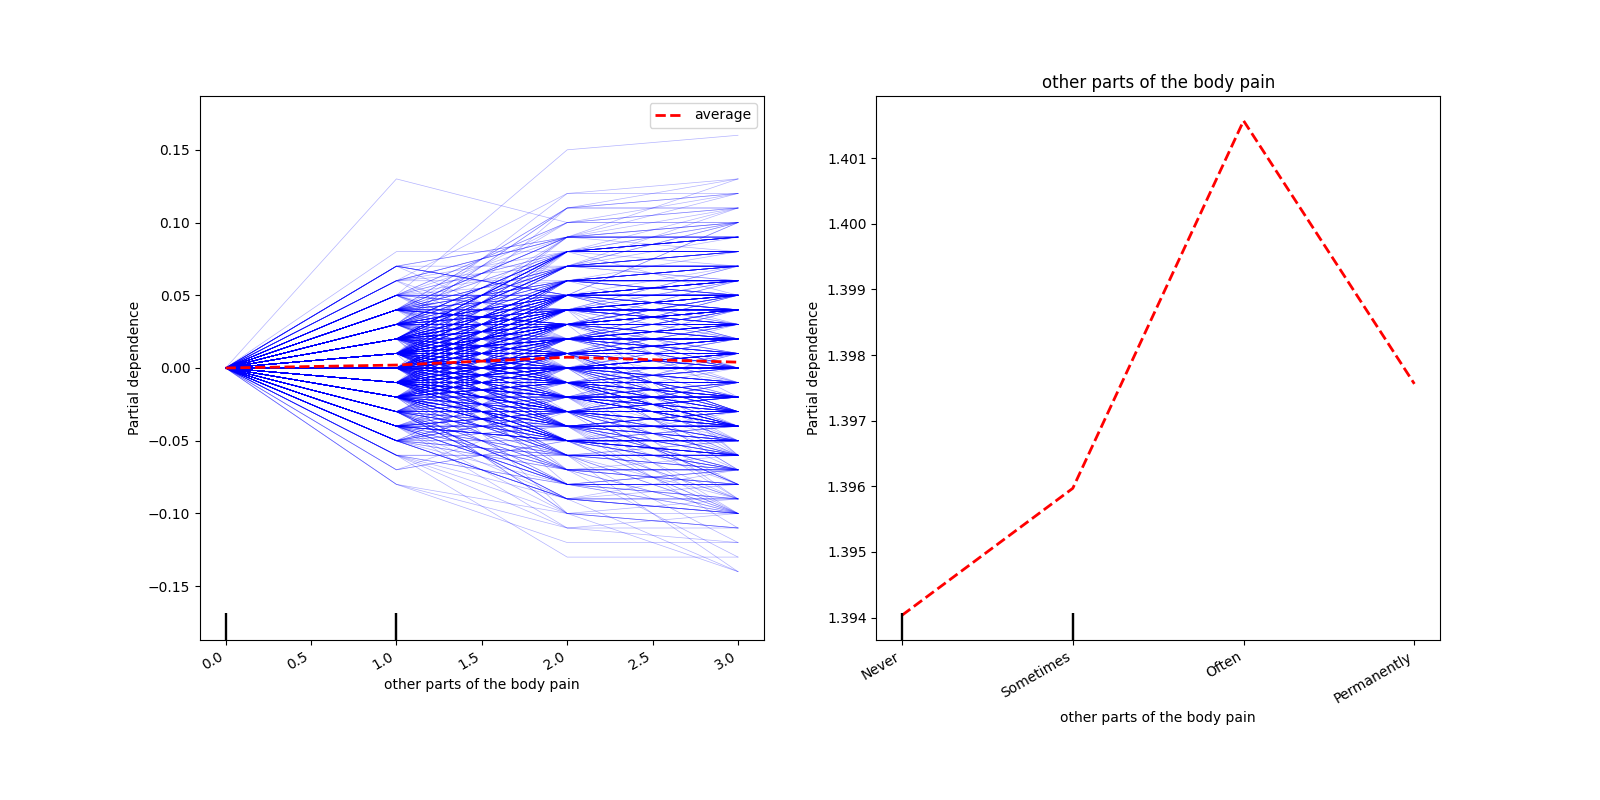 average
0.15
0.10
0.05
0.00
−0.05
−0.10
−0.15
Partial dependence
0.0
0.5
1.0
1.5
2.0
2.5
3.0
other parts of the body pain
other parts of the body pain
1.401
1.400
1.399
1.398
1.397
1.396
1.395
1.394
Partial dependence
Never
Sometimes
Often
Permanently
other parts of the body pain